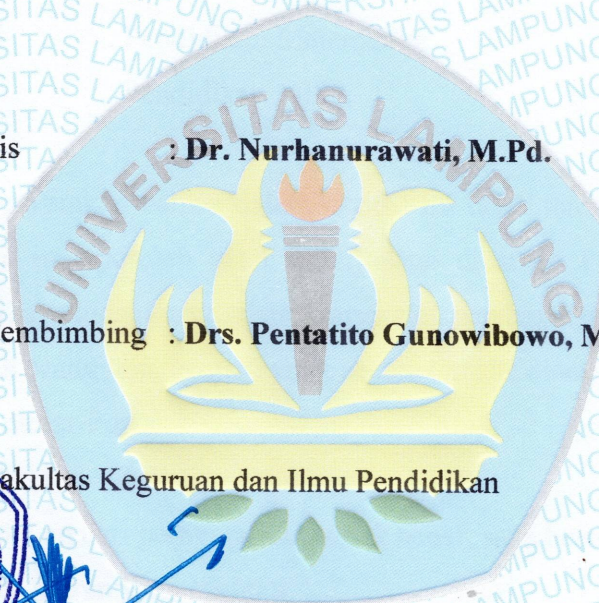 UNIVERSITAS LAMPUNG
is : Dr. Nurhanurawati, M.Pd.
embimbing : Drs. Pentatito Gunowibowo, M
akultas Keguruan dan Ilmu Pendidikan